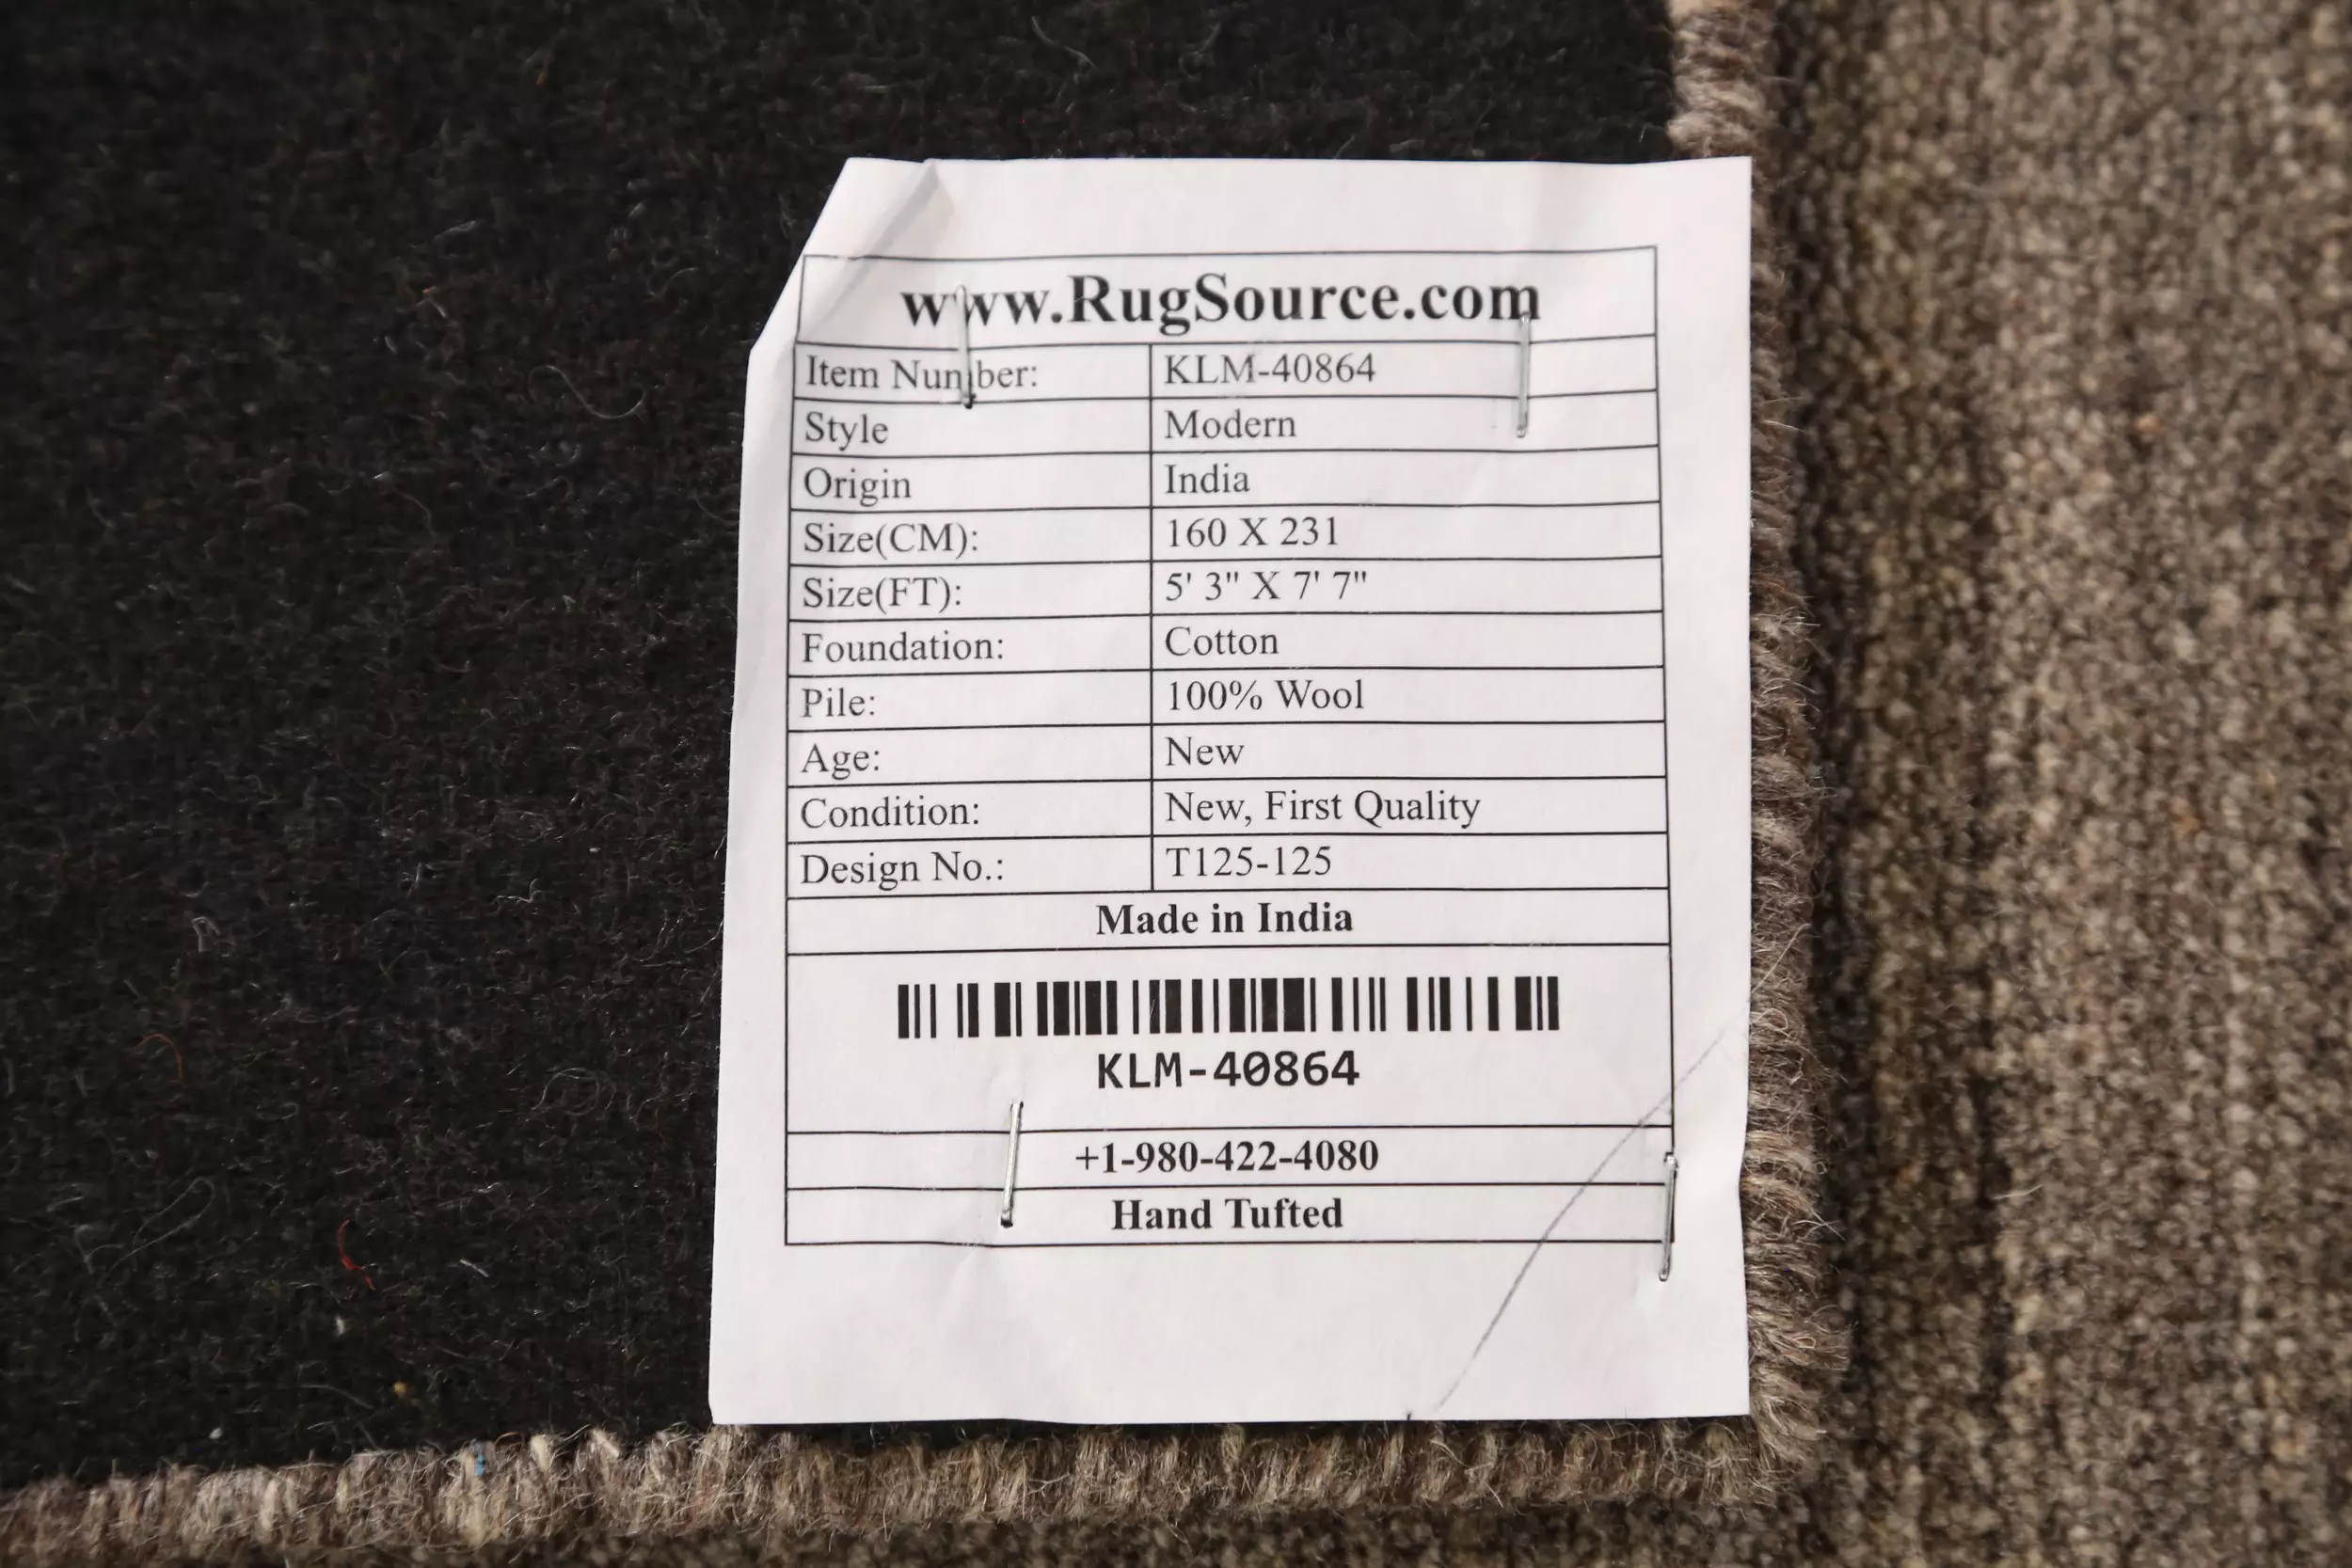 www.RugSource.com
Item Number: KLM-40864
Style Modern
Origin India
Size(CM): 160 X 231
Size(FT): 5' 3" X 7' 7"
Foundation: Cotton
Pile: 100% Wool
Age: New
Condition: New, First Quality
Design No.: T125-125
Made in India
KLM-40864
+1-980-422-4080
Hand Tufted